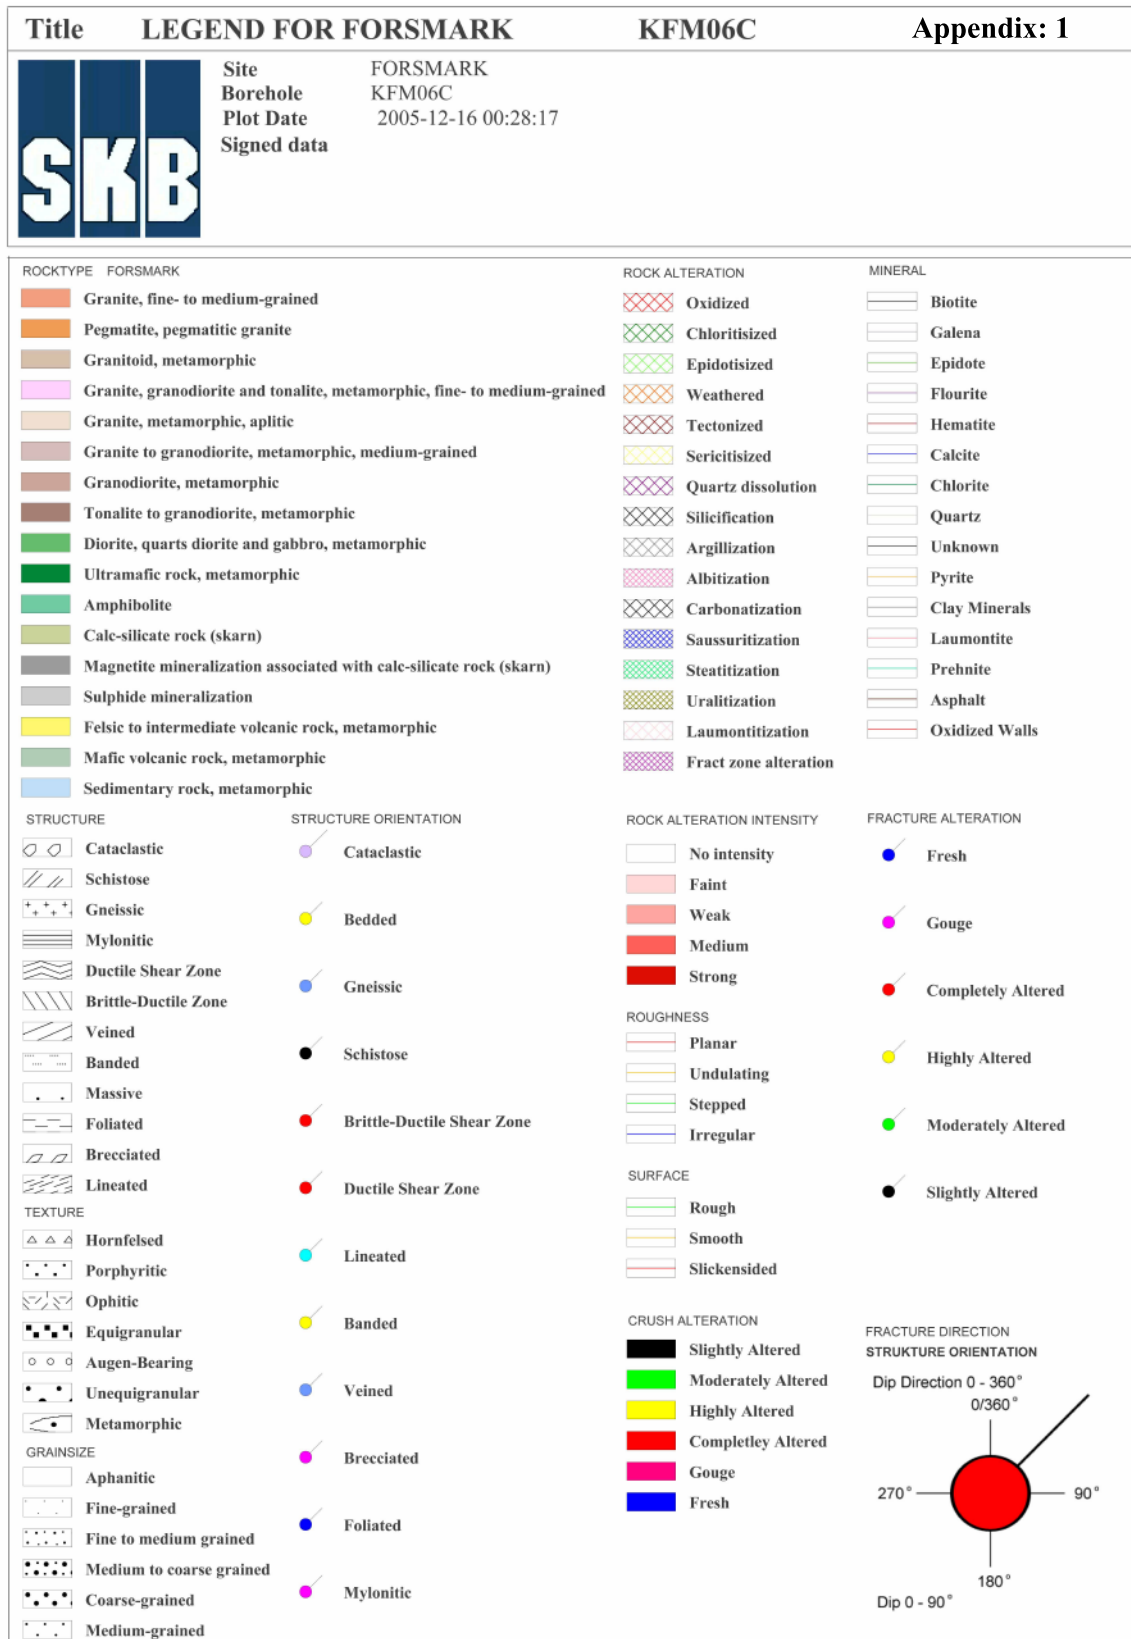 Title LEGEND FOR FORSMARK KFM06C Appendix: 1
SKB
Site FORSMARK
Borehole KFM06C
Plot Date 2005-12-16 00:28:17
Signed data
ROCKTYPE FORSMARK
Granite, fine- to medium-grained
Pegmatite, pegmatitic granite
Granitoid, metamorphic
Granite, granodiorite and tonalite, metamorphic, fine- to medium-grained
Granite, metamorphic, aplitic
Granite to granodiorite, metamorphic, medium-grained
Granodiorite, metamorphic
Tonalite to granodiorite, metamorphic
Diorite, quarts diorite and gabbro, metamorphic
Ultramafic rock, metamorphic
Amphibolite
Calc-silicate rock (skarn)
Magnetite mineralization associated with calc-silicate rock (skarn)
Sulphide mineralization
Felsic to intermediate volcanic rock, metamorphic
Mafic volcanic rock, metamorphic
Sedimentary rock, metamorphic
ROCK ALTERATION
Oxidized
Chloritisized
Epidotisized
Weathered
Tectonized
Sericitisized
Quartz dissolution
Silicification
Argillization
Albitization
Carbonatization
Saussuritization
Steatitization
Uralitization
Laumontitization
Fract zone alteration
MINERAL
Biotite
Galena
Epidote
Flourite
Hematite
Calcite
Chlorite
Quartz
Unknown
Pyrite
Clay Minerals
Laumontite
Prehnite
Asphalt
Oxidized Walls
STRUCTURE
Cataclastic
Schistose
Gneissic
Mylonitic
Ductile Shear Zone
Brittle-Ductile Zone
Veined
Banded
Massive
Foliated
Brecciated
Lineated
TEXTURE
Hornfelsed
Porphyritic
Ophitic
Equigranular
Augen-Bearing
Unequigranular
Metamorphic
GRAINSIZE
Aphanitic
Fine-grained
Fine to medium grained
Medium to coarse grained
Coarse-grained
Medium-grained
STRUCTURE ORIENTATION
Cataclastic
Bedded
Gneissic
Schistose
Brittle-Ductile Shear Zone
Ductile Shear Zone
Lineated
Banded
Veined
Brecciated
Foliated
Mylonitic
ROCK ALTERATION INTENSITY
No intensity
Faint
Weak
Medium
Strong
ROUGHNESS
Planar
Undulating
Stepped
Irregular
SURFACE
Rough
Smooth
Slickensided
CRUSH ALTERATION
Slightly Altered
Moderately Altered
Highly Altered
Completley Altered
Gouge
Fresh
FRACTURE ALTERATION
Fresh
Gouge
Completely Altered
Highly Altered
Moderately Altered
Slightly Altered
FRACTURE DIRECTION
STRUKTURE ORIENTATION
Dip Direction 0 - 360°
0/360°
270° 90°
180°
Dip 0 - 90°